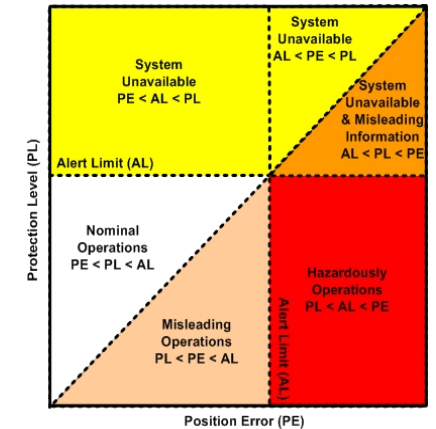 System
Unavailable
PE < AL < PL
System
Unavailable
AL < PE < PL
System
Unavailable
& Misleading
Information
AL < PL < PE
Alert Limit (AL)
Protection Level (PL)
Nominal
Operations
PE < PL < AL
Hazardously
Operations
PL < AL < PE
Misleading
Operations
PL < PE < AL
Alert Limit (AL)
Position Error (PE)